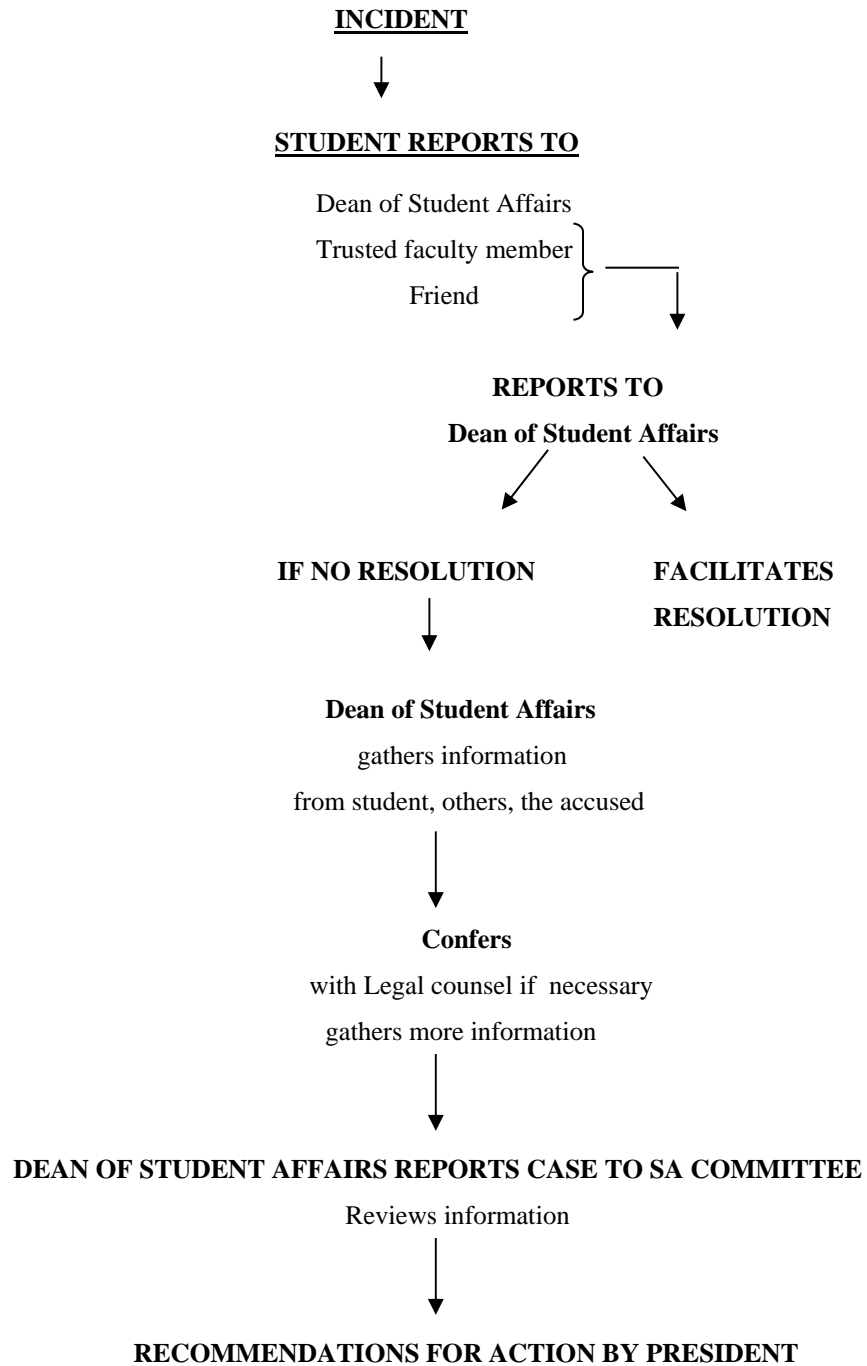 INCIDENT
STUDENT REPORTS TO
Dean of Student Affairs
Trusted faculty member
Friend
REPORTS TO
Dean of Student Affairs
IF NO RESOLUTION
FACILITATES
RESOLUTION
Dean of Student Affairs
gathers information
from student, others, the accused
Confers
with Legal counsel if  necessary
gathers more information
DEAN OF STUDENT AFFAIRS REPORTS CASE TO SA COMMITTEE
Reviews information
RECOMMENDATIONS FOR ACTION BY PRESIDENT